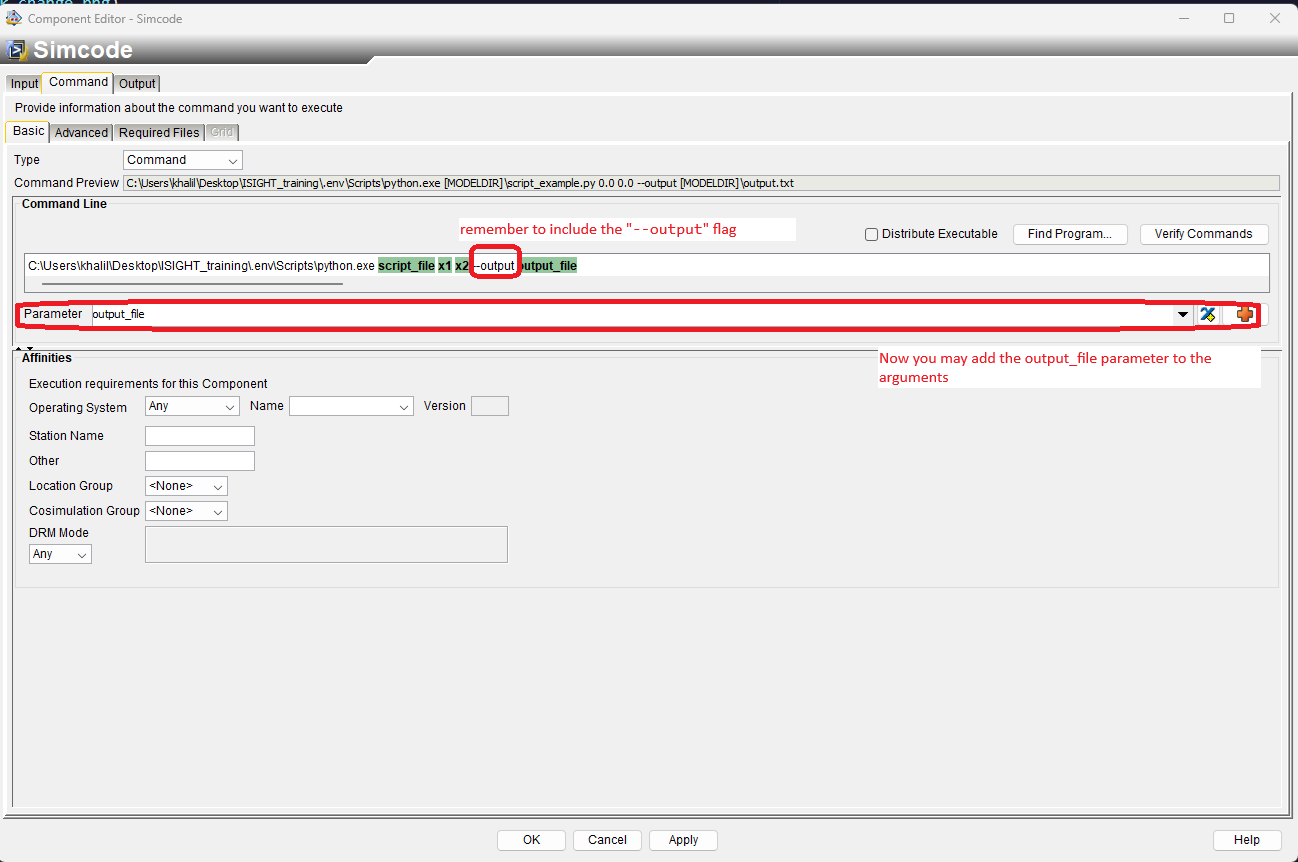 Component Editor - Simcode
Simcode
Input Command Output
Provide information about the command you want to execute
Basic Advanced Required Files Grid
Type Command
Command Preview C:\Users\khalil\Desktop\ISIGHT_training\.env\Scripts\python.exe [MODELDIR]\script_example.py 0.0 0.0 --output [MODELDIR]\output.txt
Command Line
remember to include the "--output" flag
Distribute Executable Find Program... Verify Commands
C:\Users\khalil\Desktop\ISIGHT_training\.env\Scripts\python.exe script_file x1 x2 --output output_file
Parameter output_file
Affinities
Now you may add the output_file parameter to the
arguments
Execution requirements for this Component
Operating System Any Name Version
Station Name
Other
Location Group <None>
Cosimulation Group <None>
DRM Mode
Any
OK Cancel Apply Help